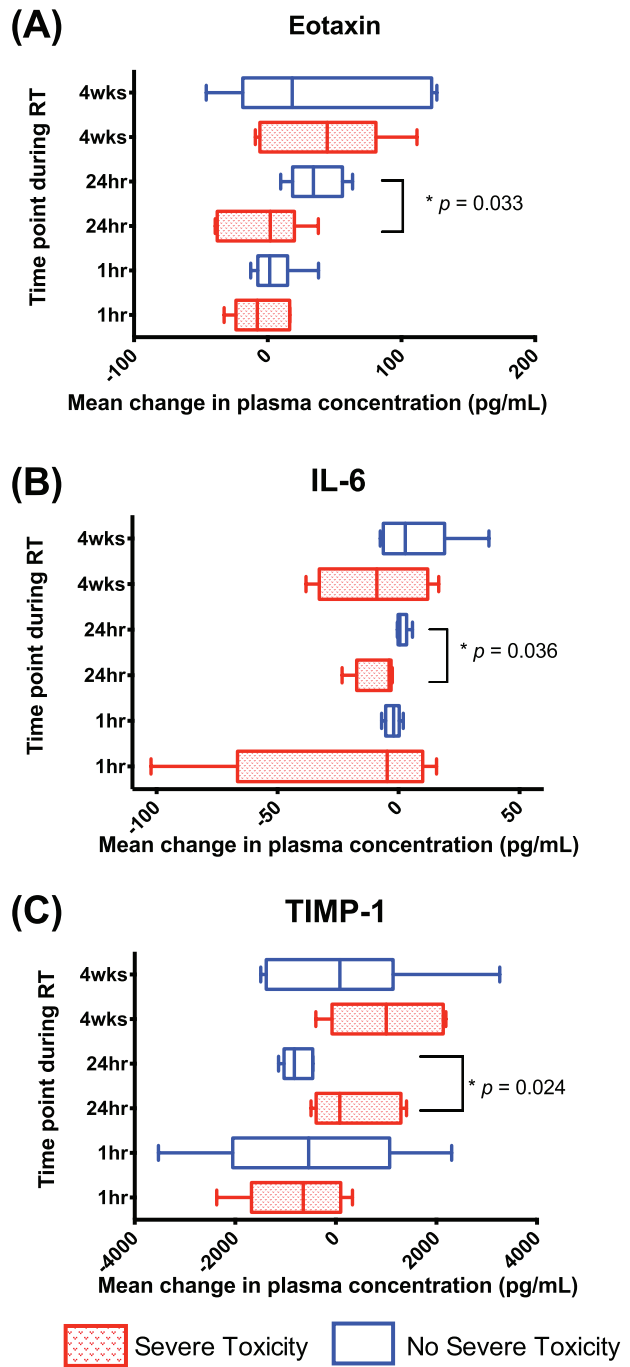 (A)
Eotaxin
Time point during RT
4wks
4wks
24hr
24hr
1hr
1hr
* p = 0.033
-100
0
100
200
Mean change in plasma concentration (pg/mL)
(B)
IL-6
Time point during RT
4wks
4wks
24hr
24hr
1hr
1hr
* p = 0.036
-100
-50
0
50
Mean change in plasma concentration (pg/mL)
(C)
TIMP-1
Time point during RT
4wks
4wks
24hr
24hr
1hr
1hr
* p = 0.024
-4000
-2000
0
2000
4000
Mean change in plasma concentration (pg/mL)
Severe Toxicity
No Severe Toxicity